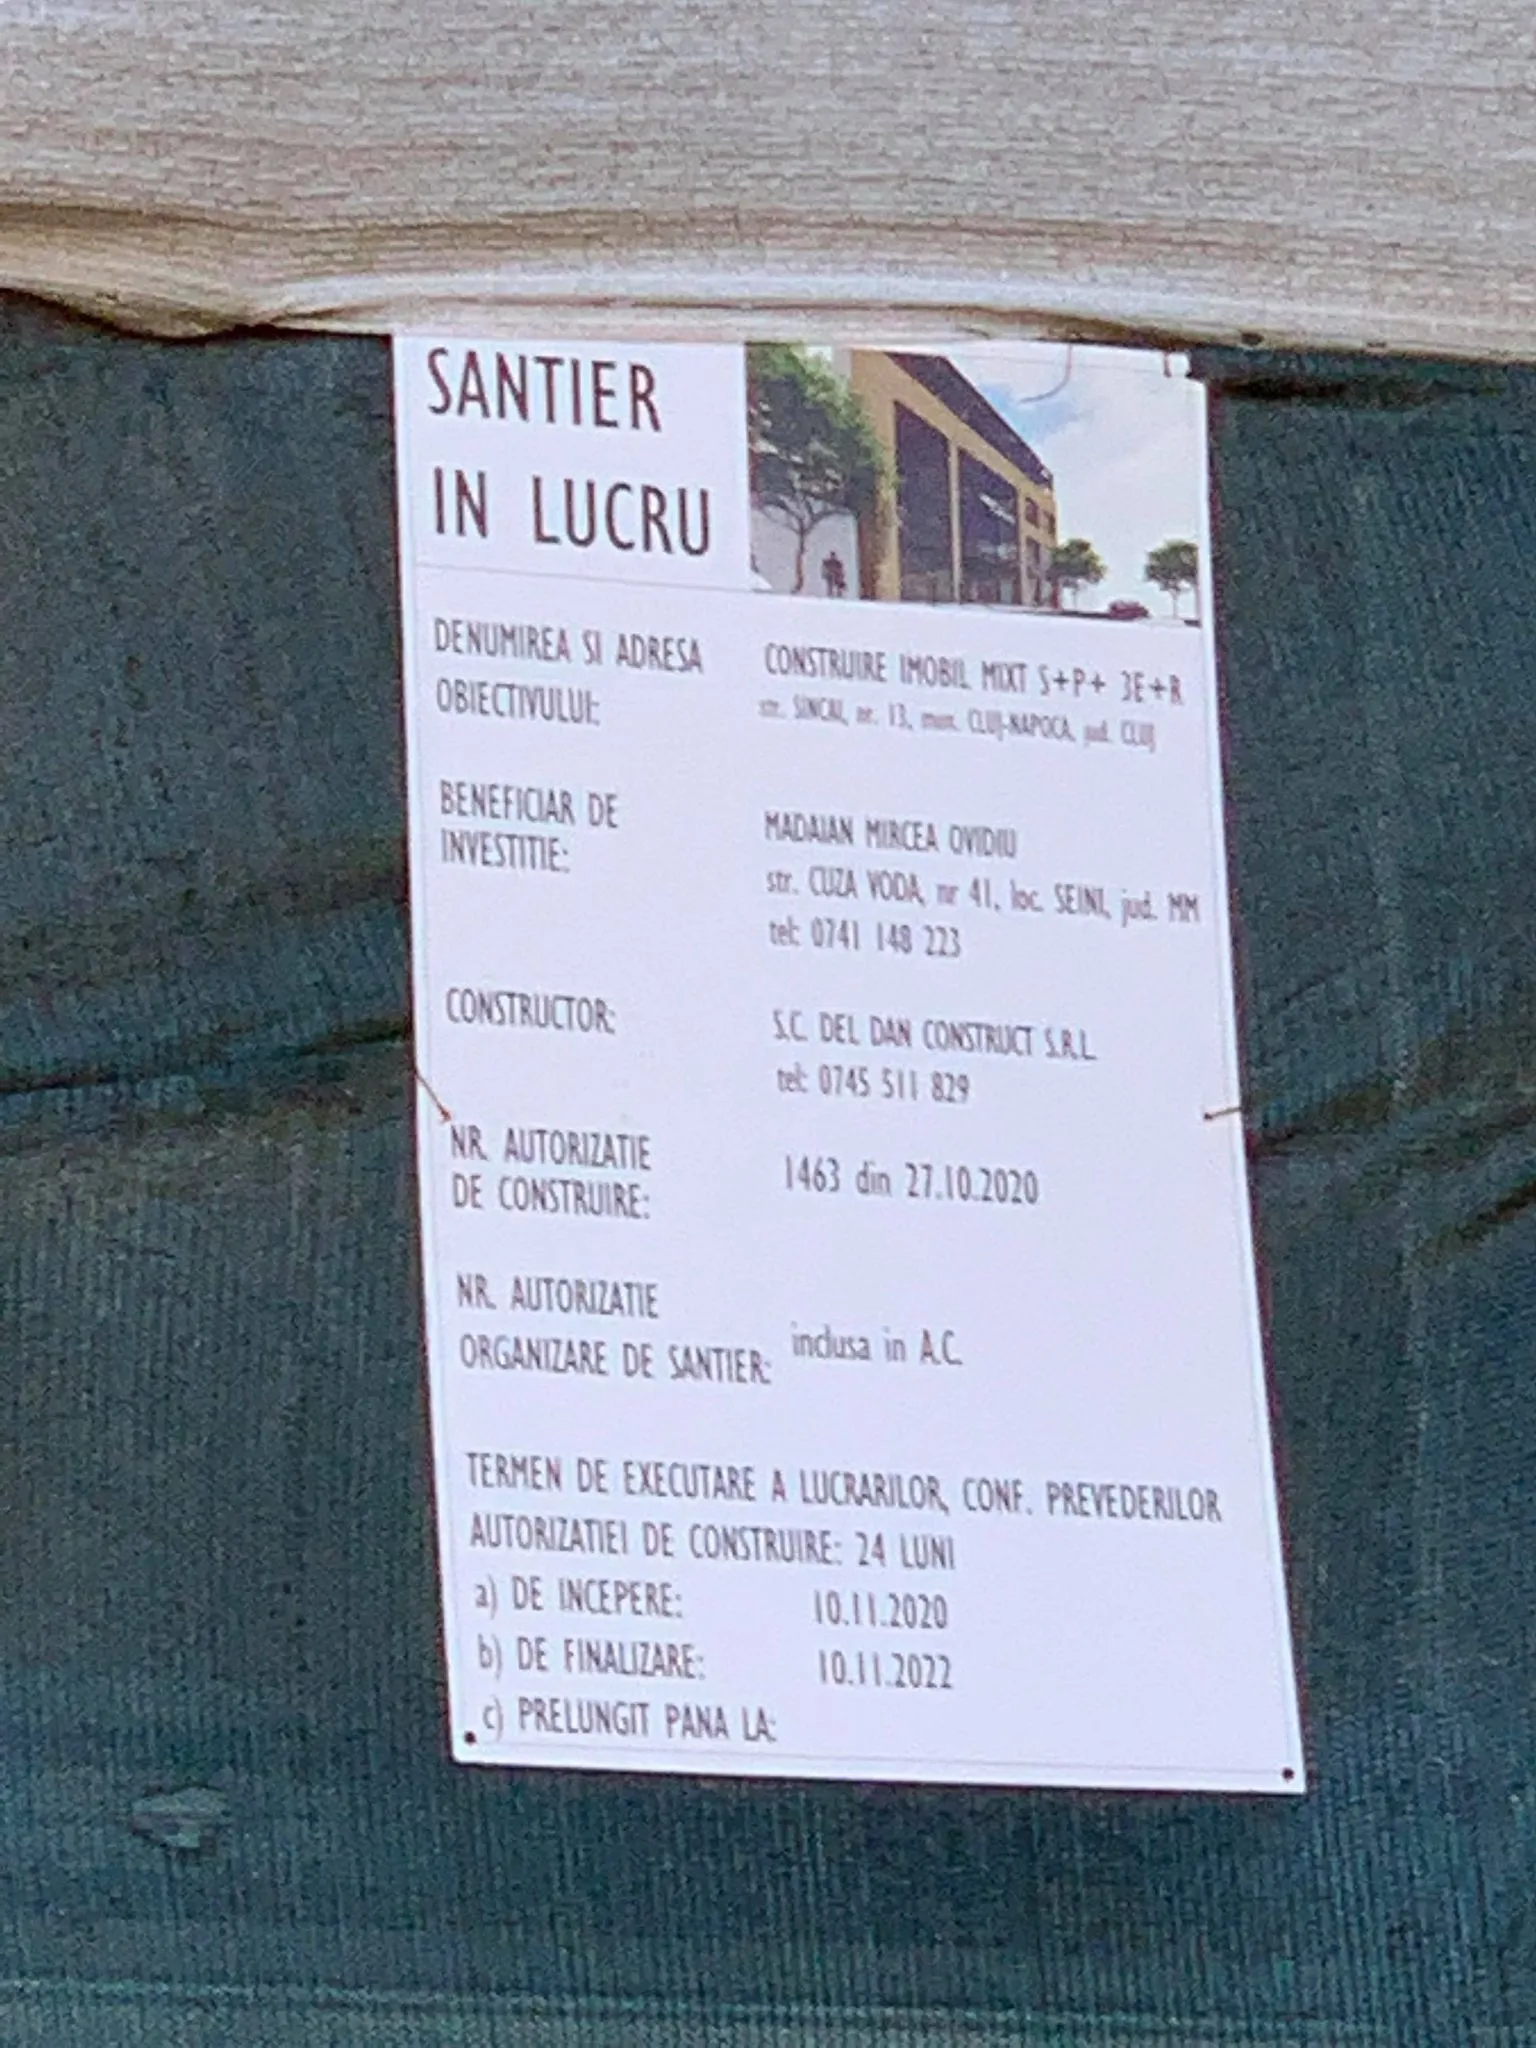 SANTIER
IN LUCRU
DENUMIREA SI ADRESA
OBIECTIVULUI:
CONSTRUIRE IMOBIL MIXT S+P+ 3E+R
str. SINCAI, nr. 13, mun. CLUJ-NAPOCA, jud. CLUJ
BENEFICIAR DE
INVESTITIE:
MADAIAN MIRCEA OVIDIU
str. CUZA VODA, nr 41, loc. SEINI, jud. MM
tel: 0741 148 223
CONSTRUCTOR:
S.C. DEL DAN CONSTRUCT S.R.L.
tel: 0745 511 829
NR. AUTORIZATIE
DE CONSTRUIRE:
1463 din 27.10.2020
NR. AUTORIZATIE
ORGANIZARE DE SANTIER:
inclusa in A.C.
TERMEN DE EXECUTARE A LUCRARILOR, CONF. PREVEDERILOR
AUTORIZATIEI DE CONSTRUIRE: 24 LUNI
a) DE INCEPERE: 10.11.2020
b) DE FINALIZARE: 10.11.2022
c) PRELUNGIT PANA LA: